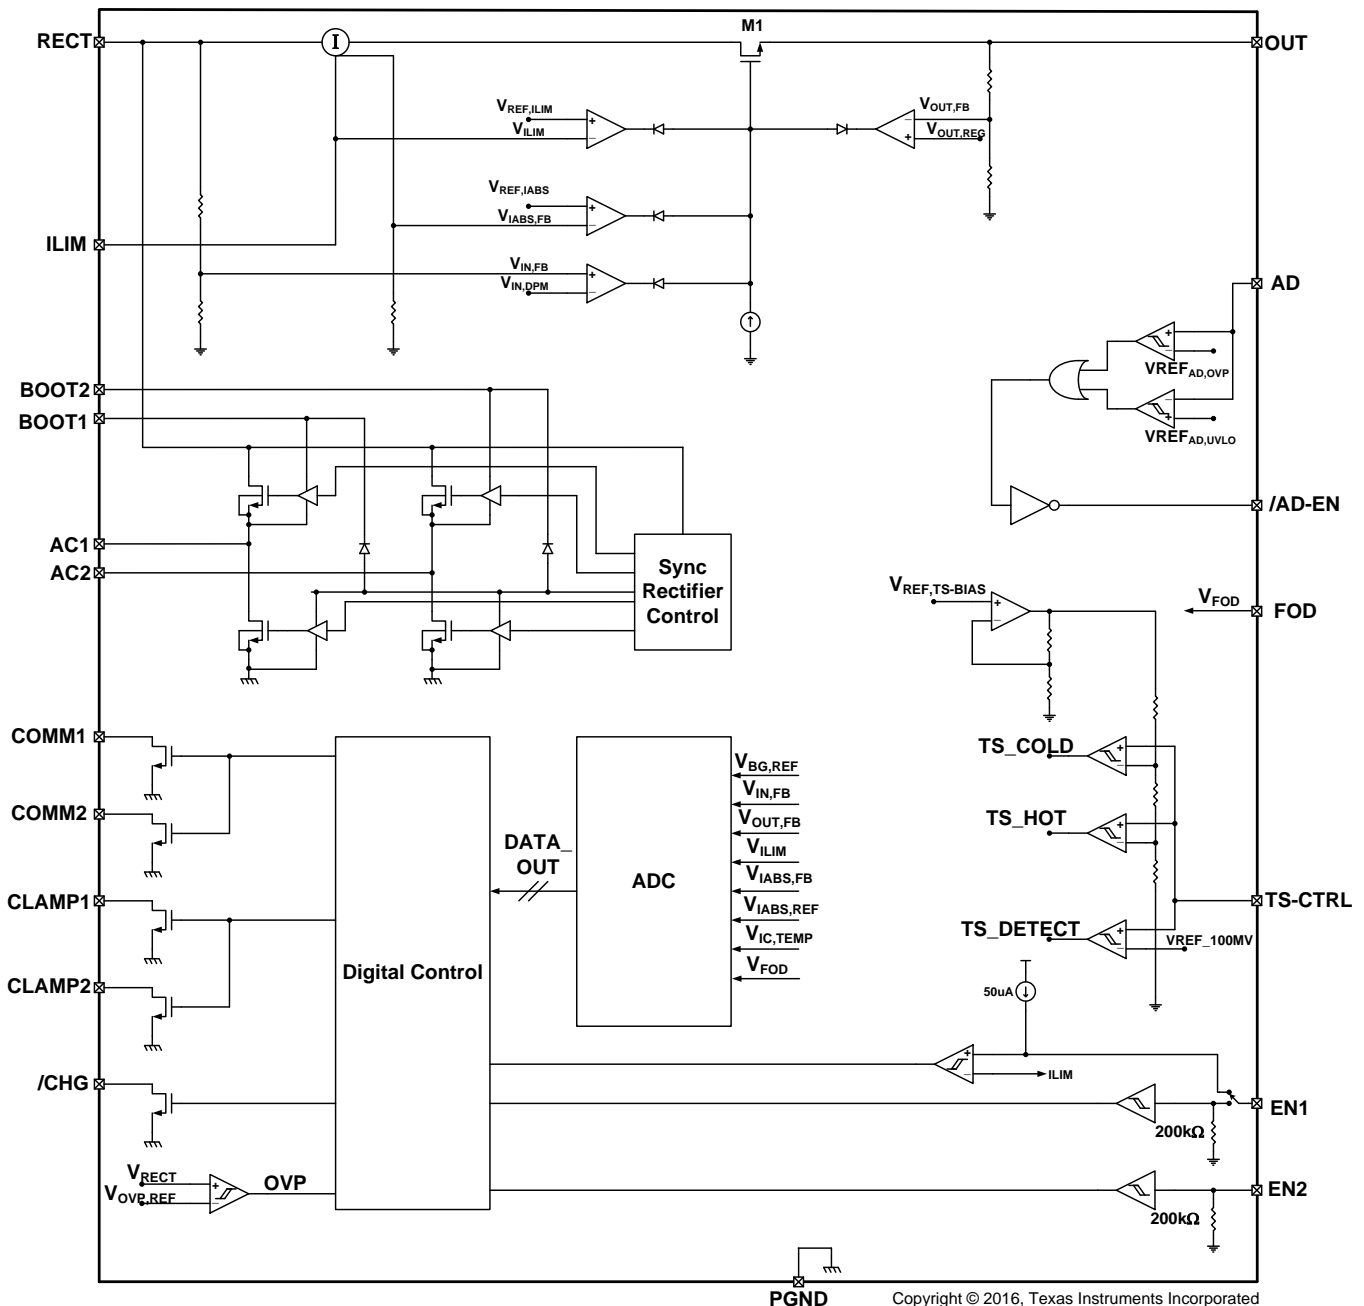 M1
RECT
I
OUT
VREF,ILIM
VILIM
VOUT,FB
VOUT,REG
VREF,IABS
VIABS,FB
ILIM
VIN,FB
VIN,DPM
AD
VREFAD,OVP
BOOT2
BOOT1
VREFAD,UVLO
/AD-EN
AC1
AC2
Sync
Rectifier
Control
VREF,TS-BIAS
VFOD
FOD
COMM1
TS_COLD
VBG,REF
VIN,FB
COMM2
VOUT,FB
TS_HOT
DATA_
OUT
VILIM
ADC
VIABS,FB
CLAMP1
TS-CTRL
VIABS,REF
TS_DETECT
VREF_100MV
VIC,TEMP
VFOD
Digital Control
CLAMP2
50uA
ILIM
/CHG
EN1
200kΩ
VRECT
OVP
VOVP,REF
EN2
200kΩ
PGND
Copyright © 2016, Texas Instruments Incorporated